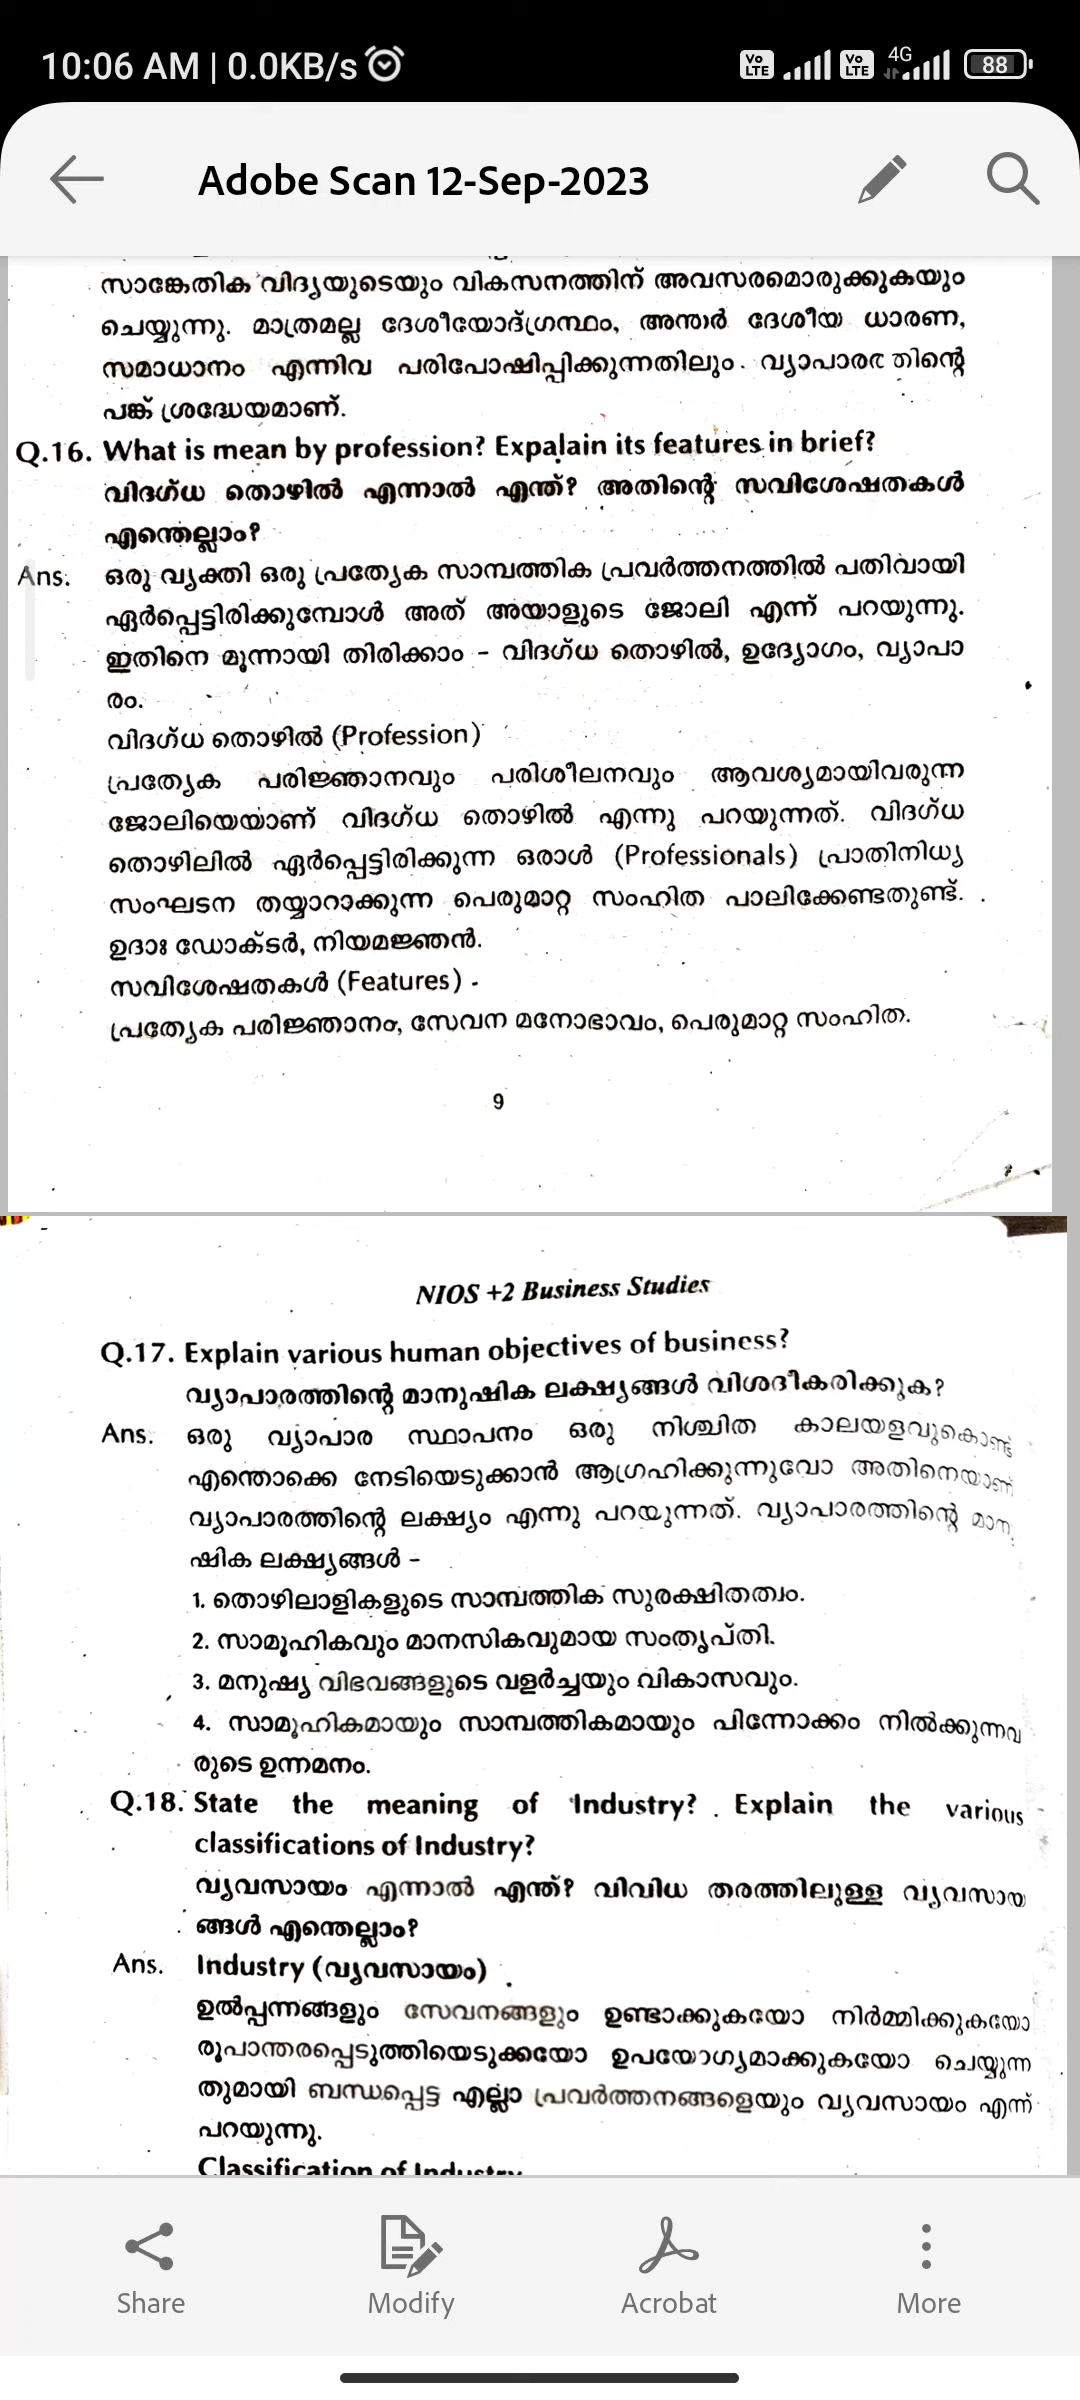 10:06 AM | 0.0KB/s
Vo LTE Vo LTE 4G 88
Adobe Scan 12-Sep-2023
സാങ്കേതിക വിദ്യയുടെയും വികസനത്തിന് അവസരമൊരുക്കുകയും
ചെയ്യുന്നു. മാത്രമല്ല ദേശീയോദ്ഗ്രന്ഥം, അന്തർ ദേശീയ ധാരണ,
സമാധാനം എന്നിവ പരിപോഷിപ്പിക്കുന്നതിലും. വ്യാപാര തിന്റെ
പങ്ക് ശ്രദ്ധേയമാണ്.
Q.16. What is mean by profession? Expalain its features in brief?
വിദഗ്ധ തൊഴിൽ എന്നാൽ എന്ത്? അതിന്റെ സവിശേഷതകൾ
എന്തെല്ലാം?
Ans. ഒരു വ്യക്തി ഒരു പ്രത്യേക സാമ്പത്തിക പ്രവർത്തനത്തിൽ പതിവായി
ഏർപ്പെട്ടിരിക്കുമ്പോൾ അത് അയാളുടെ ജോലി എന്ന് പറയുന്നു.
ഇതിനെ മൂന്നായി തിരിക്കാം - വിദഗ്ധ തൊഴിൽ, ഉദ്യോഗം, വ്യാപാ
രം.
വിദഗ്ധ തൊഴിൽ (Profession)
പ്രത്യേക പരിജ്ഞാനവും പരിശീലനവും ആവശ്യമായിവരുന്ന
ജോലിയെയാണ് വിദഗ്ധ തൊഴിൽ എന്നു പറയുന്നത്. വിദഗ്ധ
തൊഴിലിൽ ഏർപ്പെട്ടിരിക്കുന്ന ഒരാൾ (Professionals) പ്രാതിനിധ്യ
സംഘടന തയ്യാറാക്കുന്ന പെരുമാറ്റ സംഹിത പാലിക്കേണ്ടതുണ്ട്.
ഉദാഃ ഡോക്ടർ, നിയമജ്ഞൻ.
സവിശേഷതകൾ (Features) -
പ്രത്യേക പരിജ്ഞാനം, സേവന മനോഭാവം, പെരുമാറ്റ സംഹിത.
9
NIOS +2 Business Studies
Q.17. Explain various human objectives of business?
വ്യാപാരത്തിന്റെ മാനുഷിക ലക്ഷ്യങ്ങൾ വിശദീകരിക്കുക?
Ans. ഒരു വ്യാപാര സ്ഥാപനം ഒരു നിശ്ചിത കാലയളവുകൊണ്ട്
എന്തൊക്കെ നേടിയെടുക്കാൻ ആഗ്രഹിക്കുന്നുവോ അതിനെയാണ്
വ്യാപാരത്തിന്റെ ലക്ഷ്യം എന്നു പറയുന്നത്. വ്യാപാരത്തിന്റെ മാനു
ഷിക ലക്ഷ്യങ്ങൾ -
1. തൊഴിലാളികളുടെ സാമ്പത്തിക സുരക്ഷിതത്വം.
2. സാമൂഹികവും മാനസികവുമായ സംതൃപ്തി.
3. മനുഷ്യ വിഭവങ്ങളുടെ വളർച്ചയും വികാസവും.
4. സാമൂഹികമായും സാമ്പത്തികമായും പിന്നോക്കം നിൽക്കുന്നവ
രുടെ ഉന്നമനം.
Q.18. State the meaning of Industry? Explain the various
classifications of Industry?
വ്യവസായം എന്നാൽ എന്ത്? വിവിധ തരത്തിലുള്ള വ്യവസായ
ങ്ങൾ എന്തെല്ലാം?
Ans. Industry (വ്യവസായം)
ഉൽപ്പന്നങ്ങളും സേവനങ്ങളും ഉണ്ടാക്കുകയോ നിർമ്മിക്കുകയോ
രൂപാന്തരപ്പെടുത്തിയെടുക്കയോ ഉപയോഗ്യമാക്കുകയോ ചെയ്യുന്ന
തുമായി ബന്ധപ്പെട്ട എല്ലാ പ്രവർത്തനങ്ങളെയും വ്യവസായം എന്ന്
പറയുന്നു.
Classification of Industry
Share Modify Acrobat More